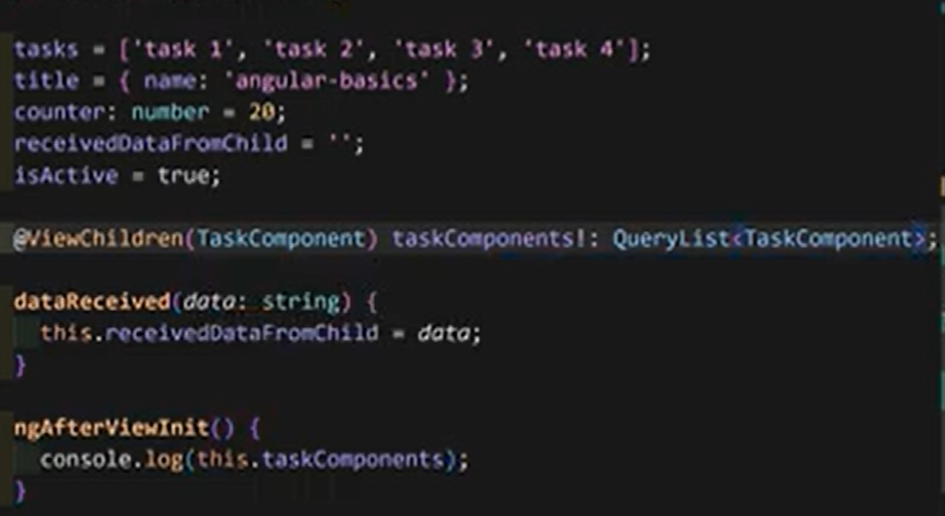 tasks = ['task 1', 'task 2', 'task 3', 'task 4'];
title = { name: 'angular-basics' };
counter: number = 20;
receivedDataFromChild = '';
isActive = true;
@ViewChildren(TaskComponent) taskComponents!: QueryList<TaskComponent>;
dataReceived(data: string) {
this.receivedDataFromChild = data;
}
ngAfterViewInit() {
console.log(this.taskComponents);
}